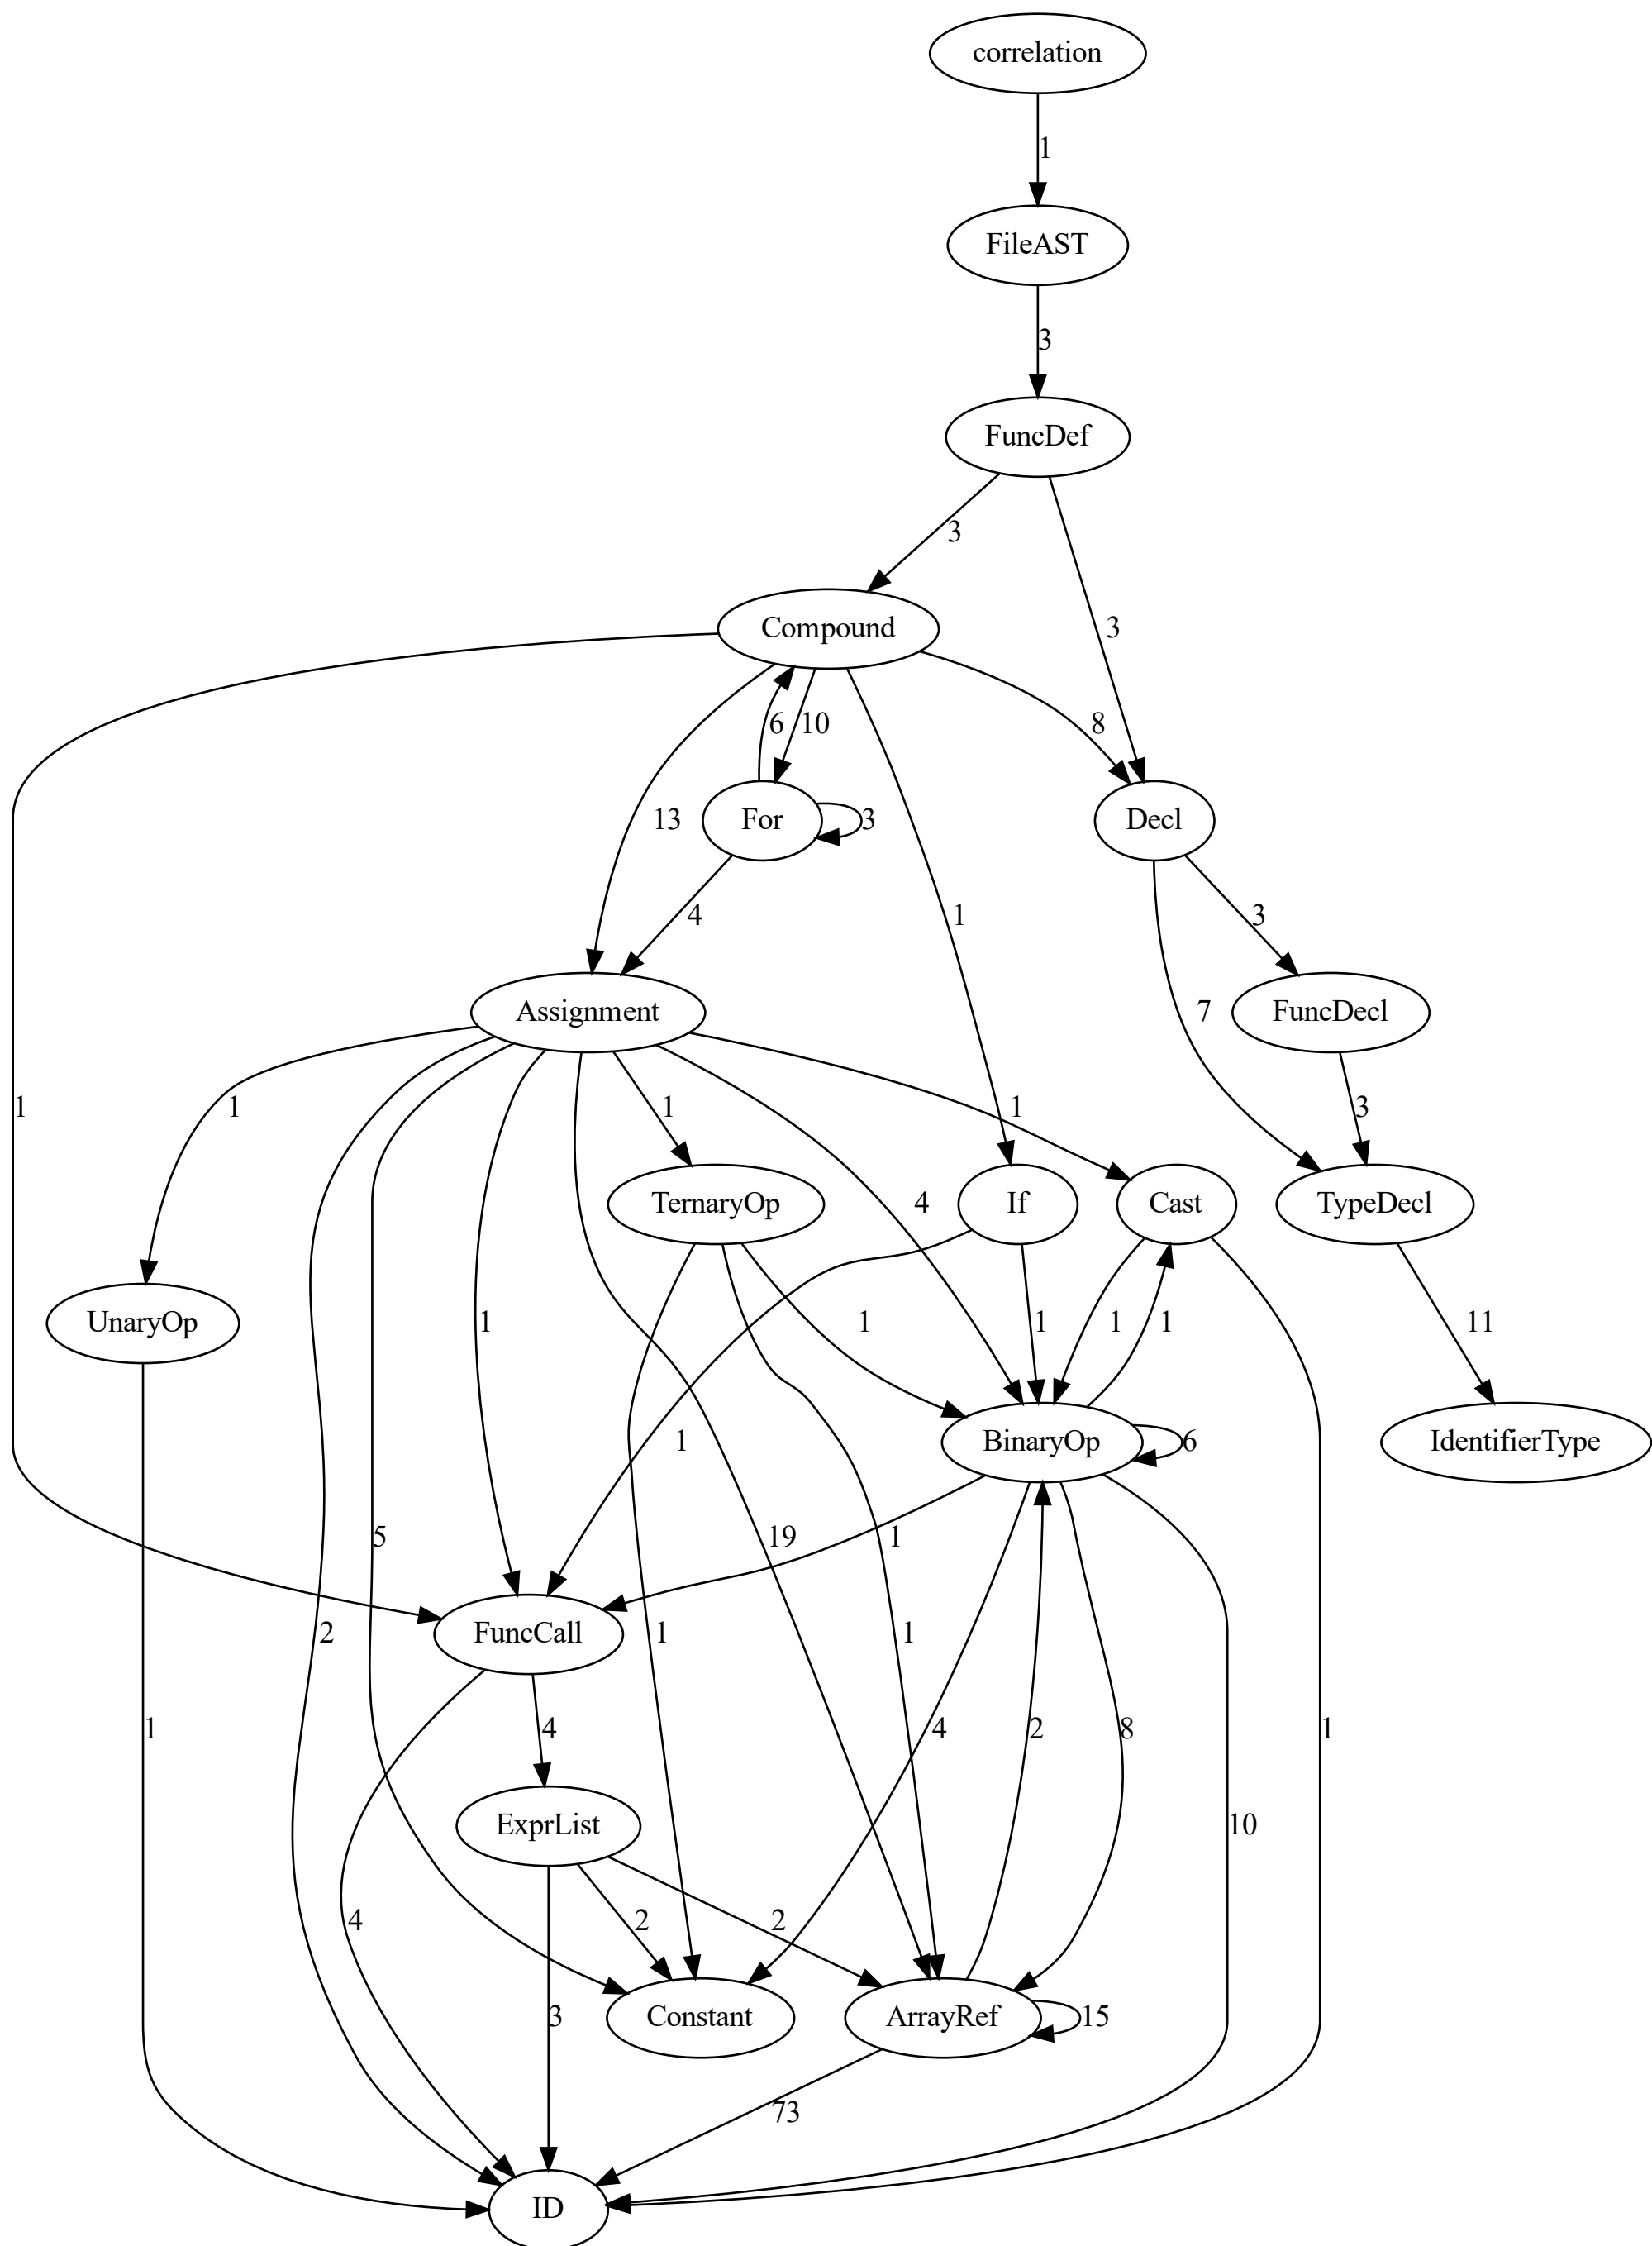 correlation
1
FileAST
3
FuncDef
3
3
Compound
6
10
8
13
For
3
Decl
1
4
1
3
7
Assignment
FuncDecl
1
1
1
3
TernaryOp
4
If
Cast
TypeDecl
UnaryOp
1
1
1
1
1
11
1
BinaryOp
6
IdentifierType
5
19
1
2
FuncCall
1
1
1
4
4
2
8
1
ExprList
10
4
2
2
3
Constant
ArrayRef
15
73
ID